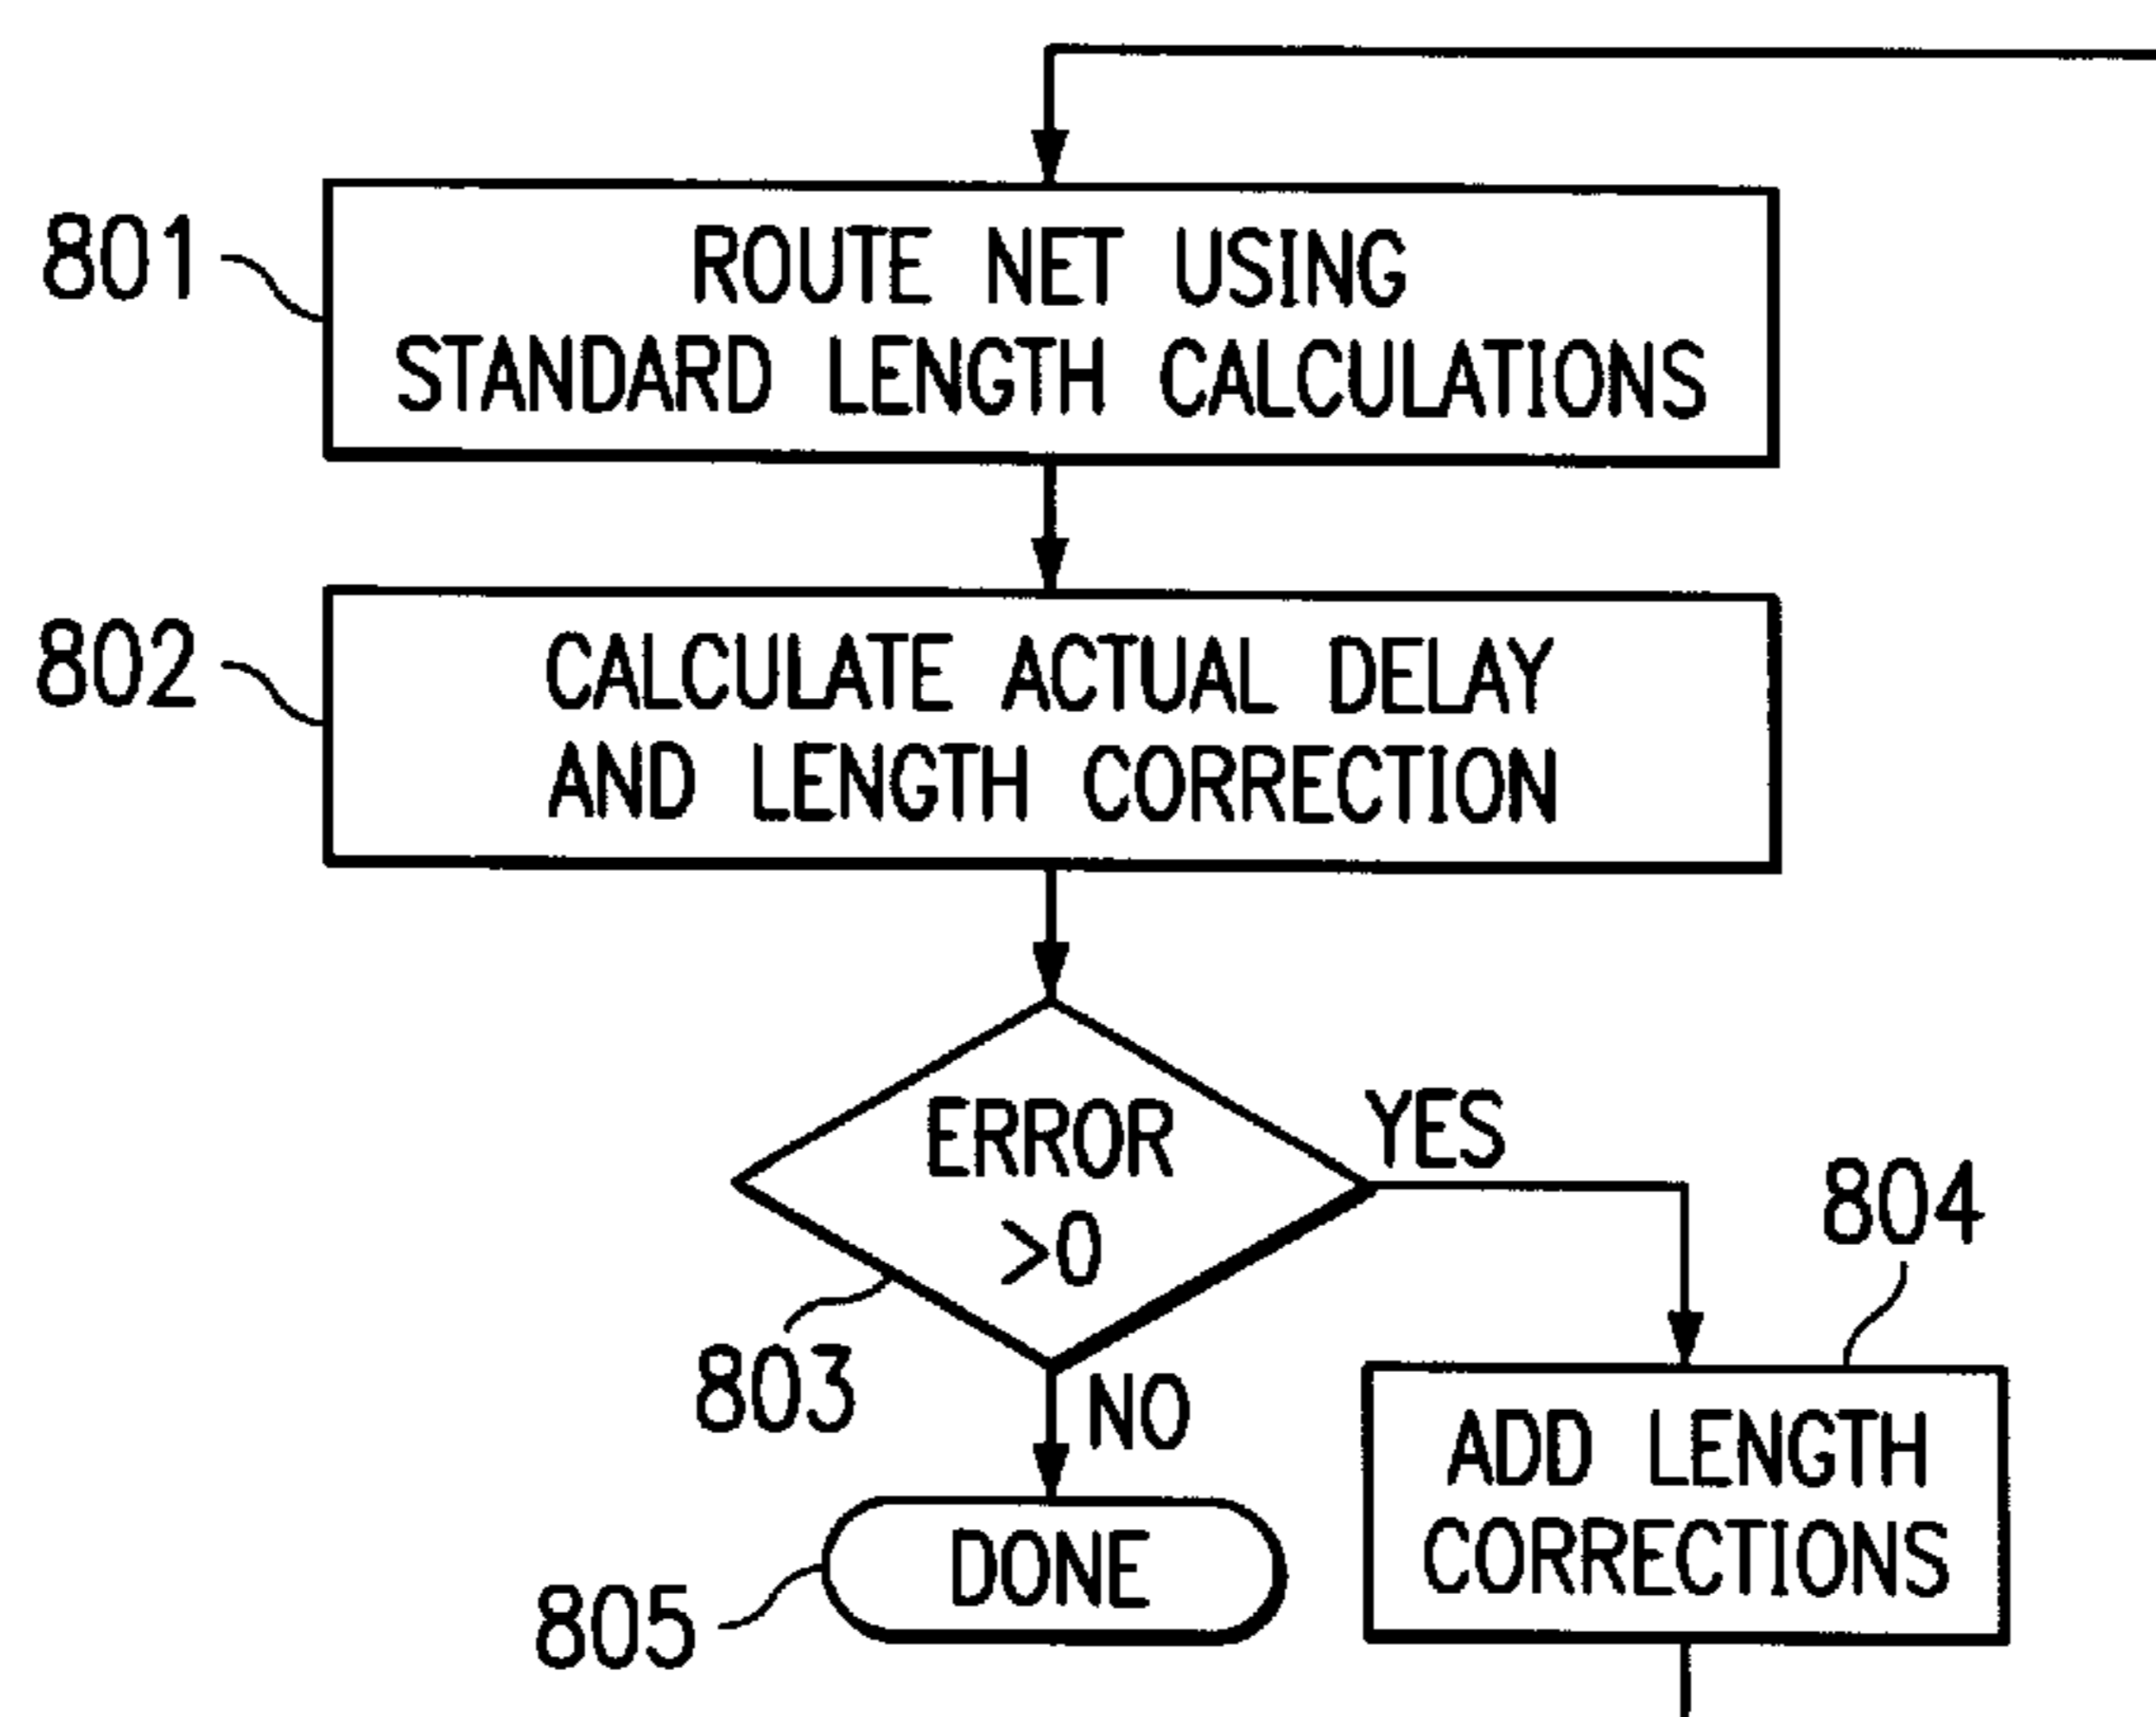 801
ROUTE NET USING
STANDARD LENGTH CALCULATIONS
802
CALCULATE ACTUAL DELAY
AND LENGTH CORRECTION
ERROR
>0
YES
803
NO
804
ADD LENGTH
CORRECTIONS
805
DONE